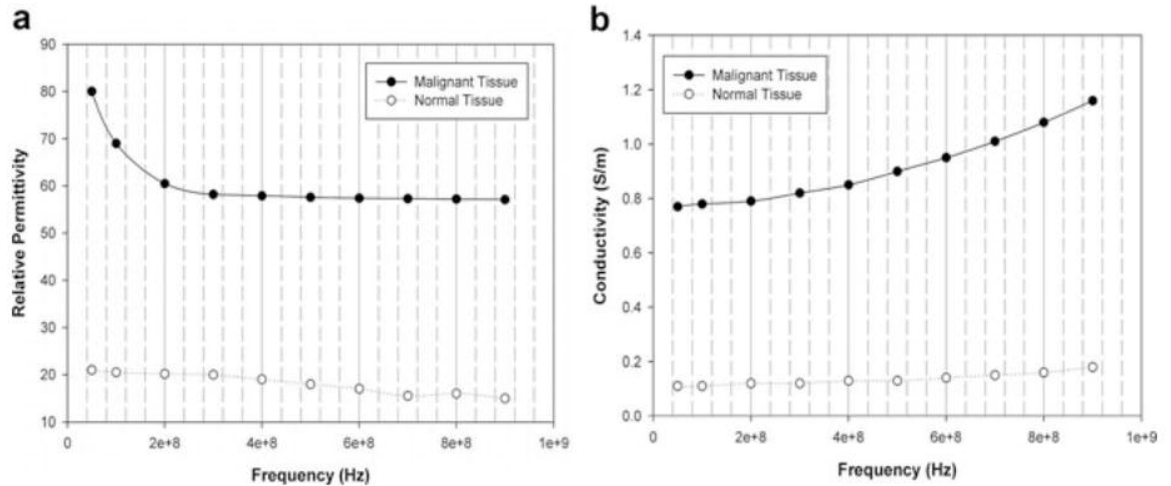 a
90
80
70
60
50
40
30
20
10
Relative Permittivity
Malignant Tissue
Normal Tissue
0 2e+8 4e+8 6e+8 8e+8 1e+9
Frequency (Hz)
b
1.4
1.2
1.0
0.8
0.6
0.4
0.2
0.0
Conductivity (S/m)
Malignant Tissue
Normal Tissue
0 2e+8 4e+8 6e+8 8e+8 1e+9
Frequency (Hz)